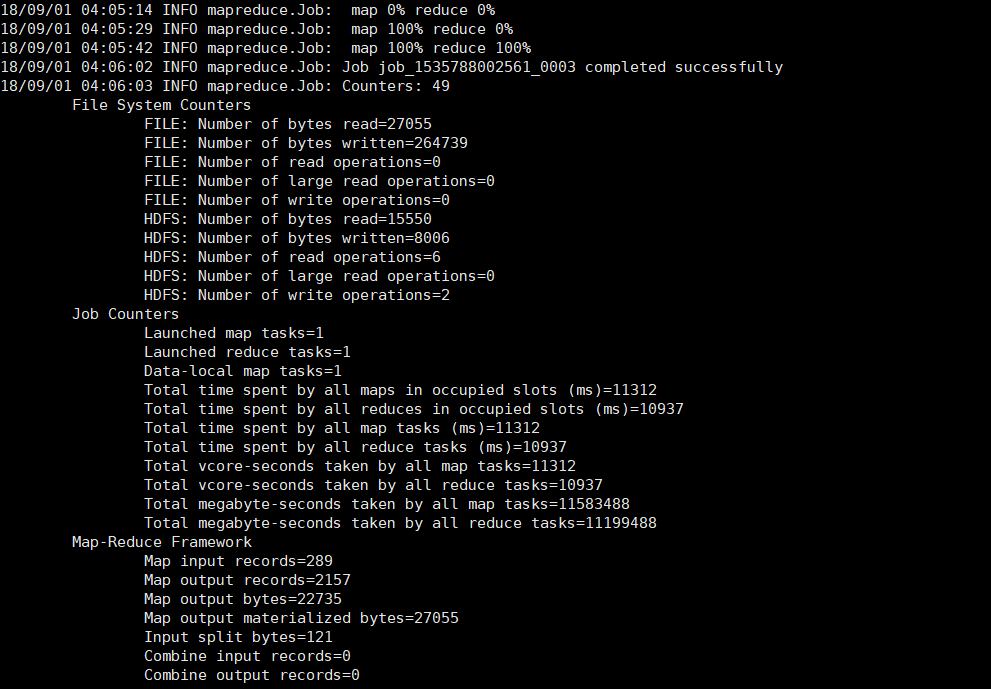 18/09/01 04:05:14 INFO mapreduce.Job:  map 0% reduce 0%
18/09/01 04:05:29 INFO mapreduce.Job:  map 100% reduce 0%
18/09/01 04:05:42 INFO mapreduce.Job:  map 100% reduce 100%
18/09/01 04:06:02 INFO mapreduce.Job: Job job_1535788002561_0003 completed successfully
18/09/01 04:06:03 INFO mapreduce.Job: Counters: 49
File System Counters
FILE: Number of bytes read=27055
FILE: Number of bytes written=264739
FILE: Number of read operations=0
FILE: Number of large read operations=0
FILE: Number of write operations=0
HDFS: Number of bytes read=15550
HDFS: Number of bytes written=8006
HDFS: Number of read operations=6
HDFS: Number of large read operations=0
HDFS: Number of write operations=2
Job Counters
Launched map tasks=1
Launched reduce tasks=1
Data-local map tasks=1
Total time spent by all maps in occupied slots (ms)=11312
Total time spent by all reduces in occupied slots (ms)=10937
Total time spent by all map tasks (ms)=11312
Total time spent by all reduce tasks (ms)=10937
Total vcore-seconds taken by all map tasks=11312
Total vcore-seconds taken by all reduce tasks=10937
Total megabyte-seconds taken by all map tasks=11583488
Total megabyte-seconds taken by all reduce tasks=11199488
Map-Reduce Framework
Map input records=289
Map output records=2157
Map output bytes=22735
Map output materialized bytes=27055
Input split bytes=121
Combine input records=0
Combine output records=0